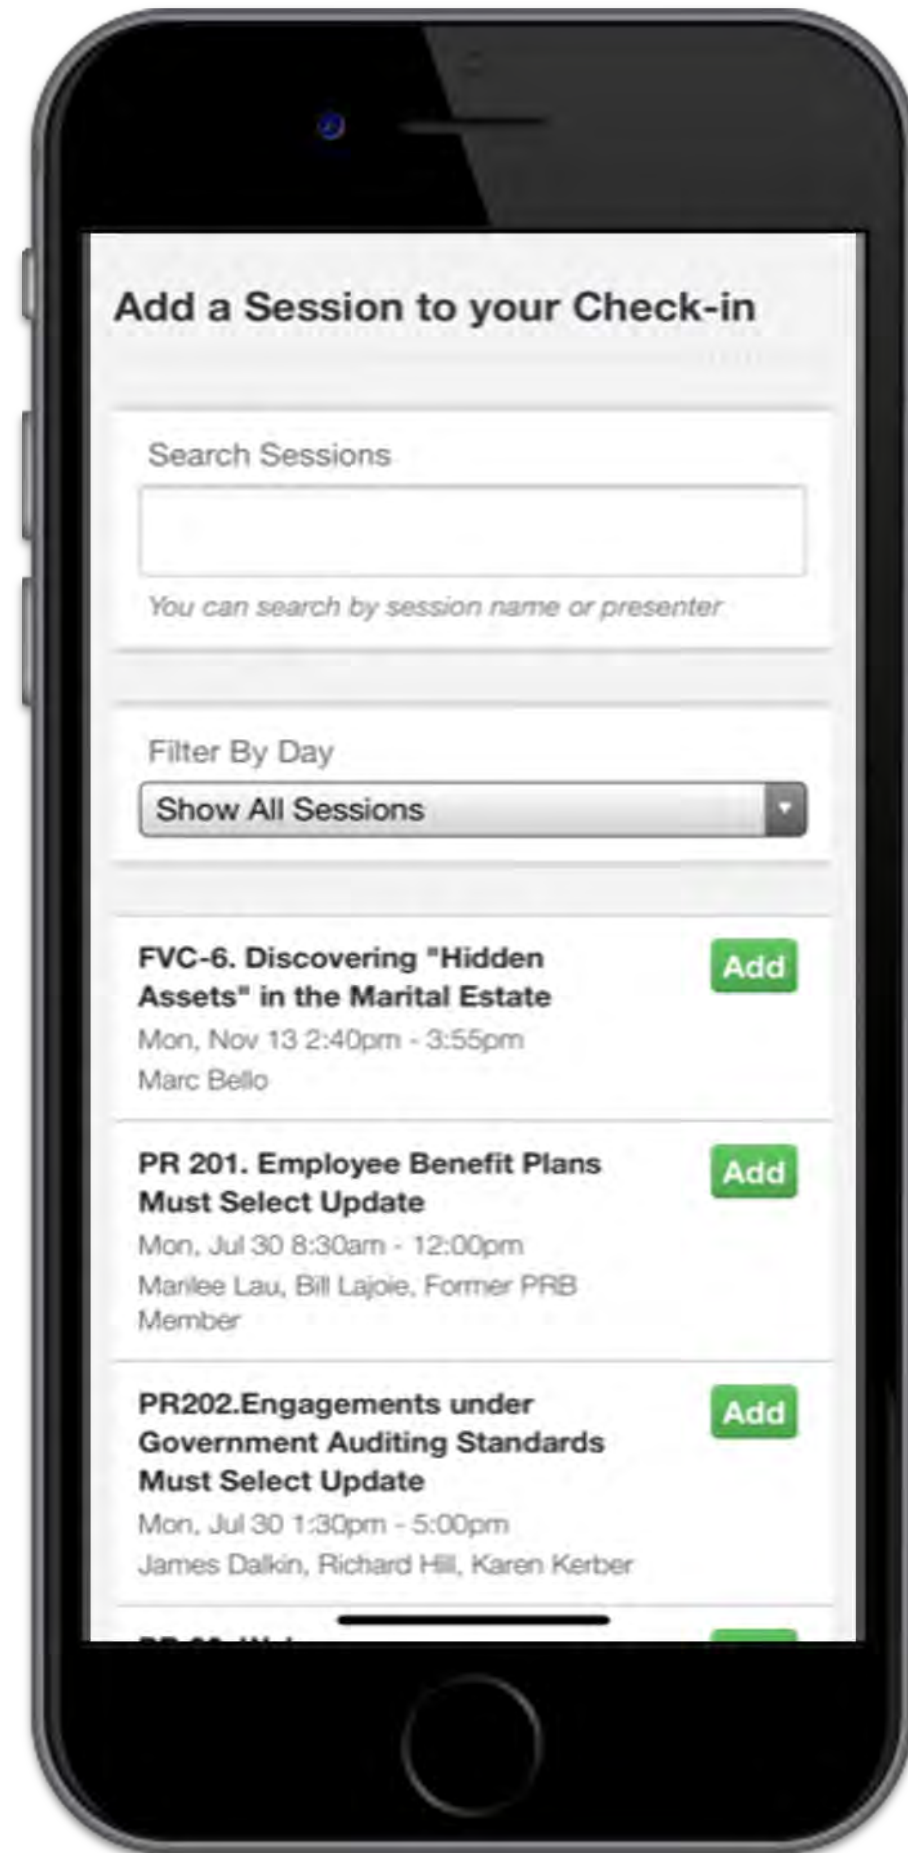 Add a Session to your Check-in
Search Sessions
You can search by session name or presenter
Filter By Day
Show All Sessions
FVC-6. Discovering "Hidden
Assets" in the Marital Estate
Add
Mon, Nov 13 2:40pm - 3:55pm
Marc Bello
PR 201. Employee Benefit Plans
Must Select Update
Add
Mon, Jul 30 8:30am - 12:00pm
Marilee Lau, Bill Lajoie, Former PRB
Member
PR202.Engagements under
Government Auditing Standards
Must Select Update
Add
Mon, Jul 30 1:30pm - 5:00pm
James Dalkin, Richard Hill, Karen Kerber